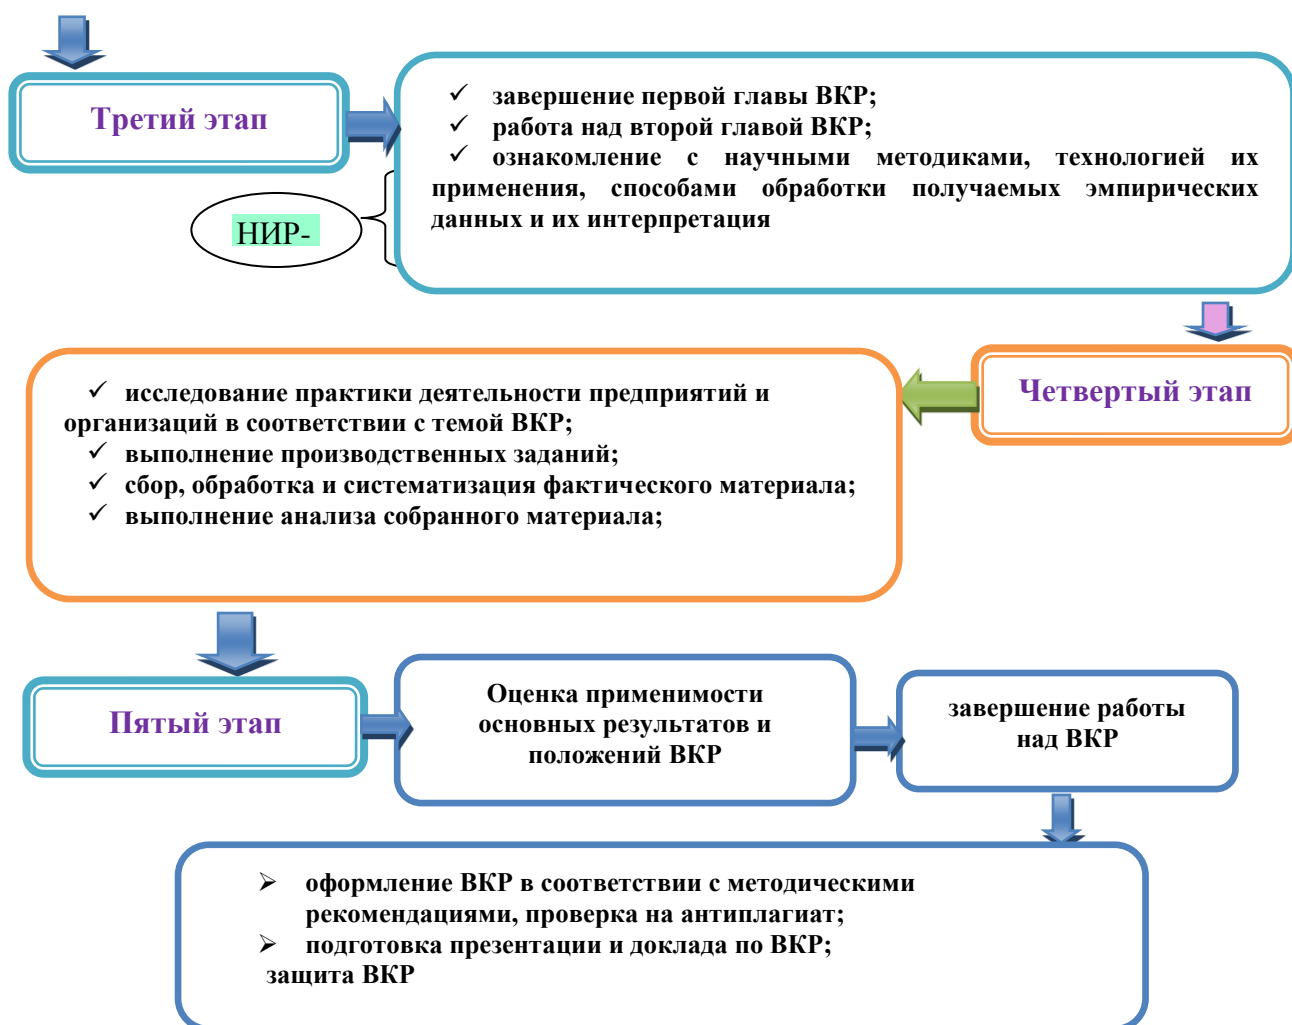 Третий этап
✓ завершение первой главы ВКР;
✓ работа над второй главой ВКР;
✓ ознакомление с научными методиками, технологией их
применения, способами обработки получаемых эмпирических
данных и их интерпретация
НИР-
Четвертый этап
✓ исследование практики деятельности предприятий и
организаций в соответствии с темой ВКР;
✓ выполнение производственных заданий;
✓ сбор, обработка и систематизация фактического материала;
✓ выполнение анализа собранного материала;
Пятый этап
Оценка применимости
основных результатов и
положений ВКР
завершение работы
над ВКР
➢ оформление ВКР в соответствии с методическими
рекомендациями, проверка на антиплагиат;
➢ подготовка презентации и доклада по ВКР;
защита ВКР